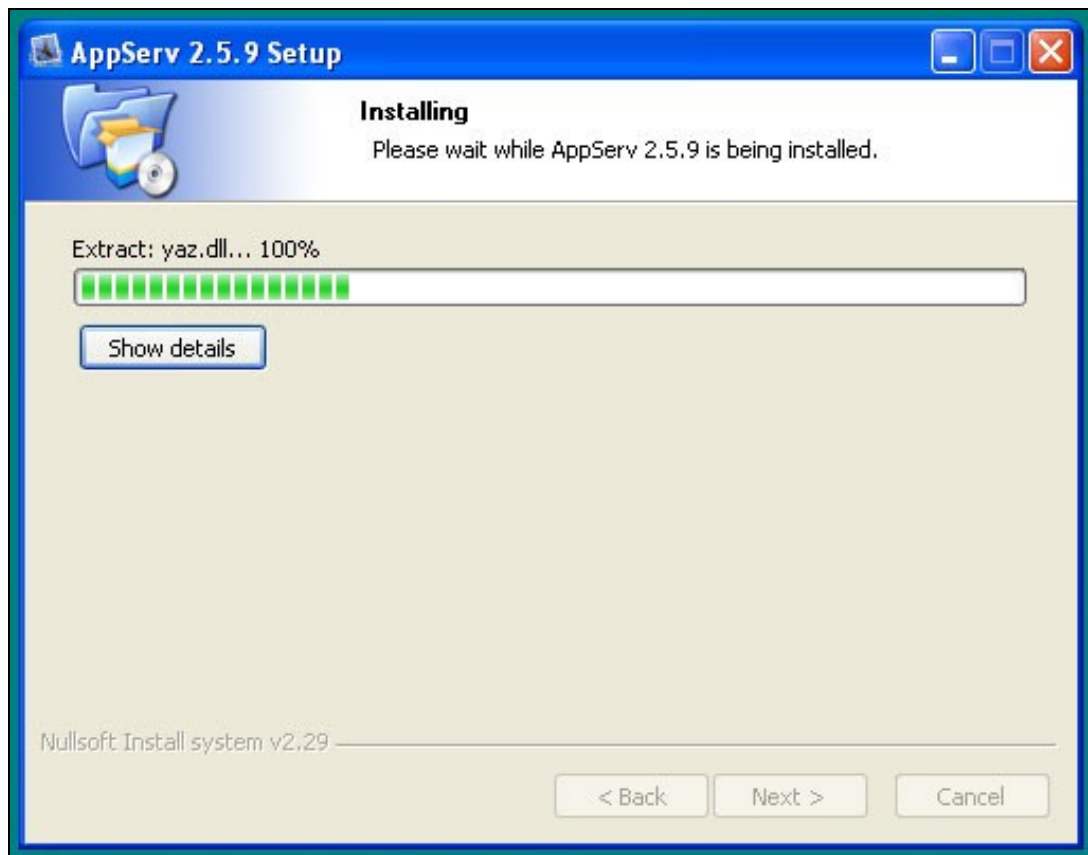 AppServ 2.5.9 Setup
Installing
Please wait while AppServ 2.5.9 is being installed.
Extract: yaz.dll... 100%
Show details
Nullsoft Install system v2.29
< Back
Next >
Cancel